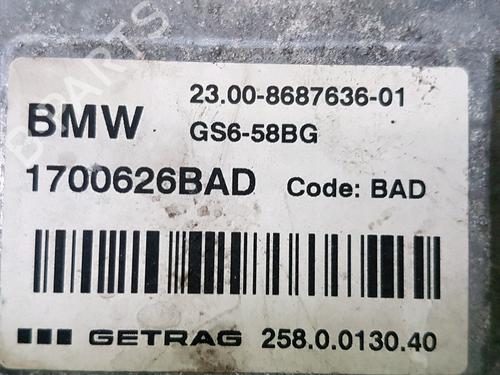 23.00-8687636-01
BMW GS6-58BG
1700626BAD Code: BAD
GETRAG 258.0.0130.40